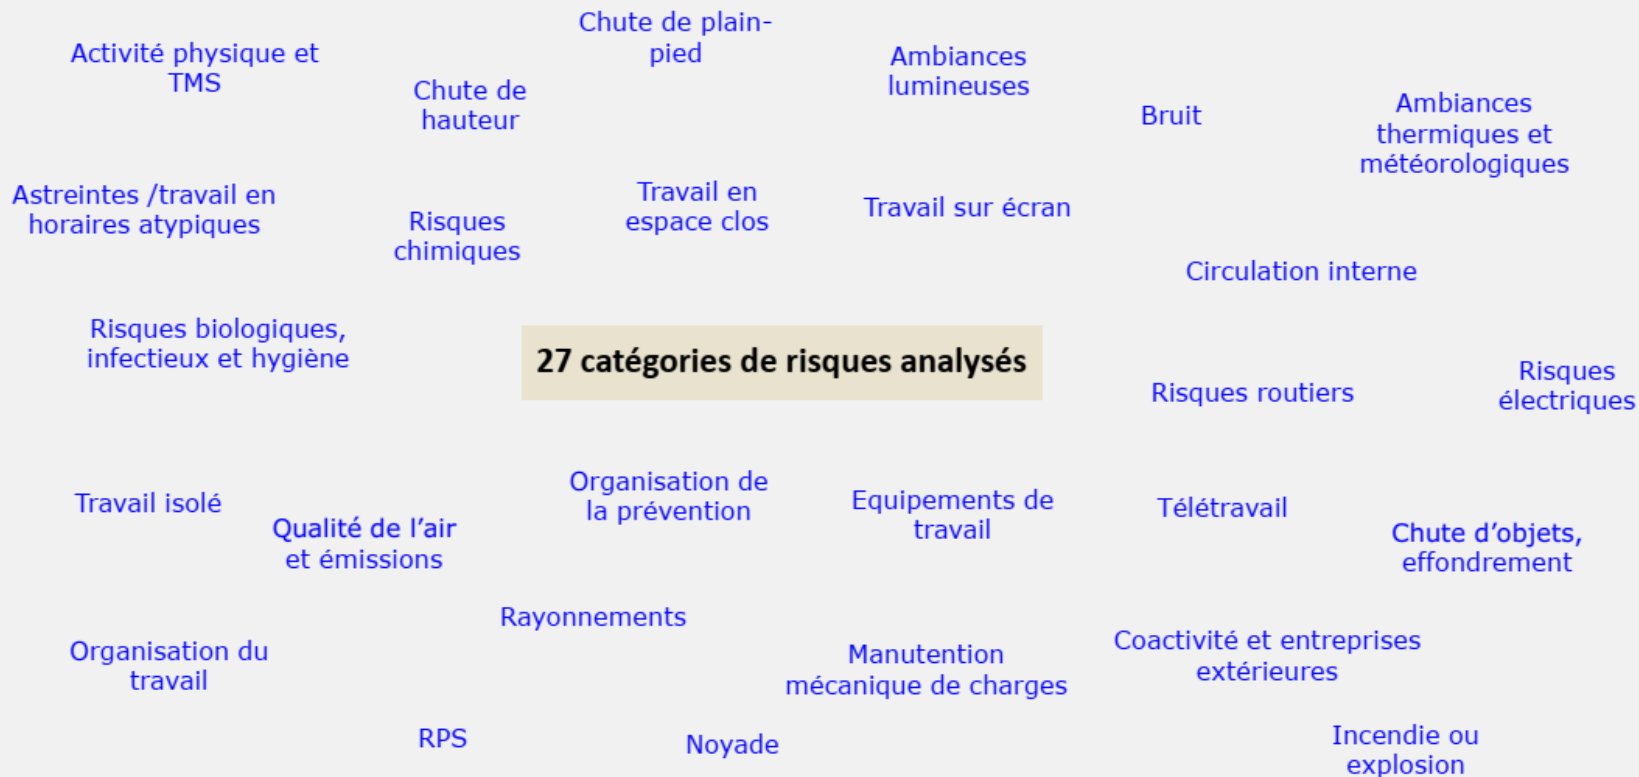 Chute de plain-
pied
Activité physique et
TMS
Ambiances
lumineuses
Chute de
hauteur
Bruit
Ambiances
thermiques et
météorologiques
Astreintes /travail en
horaires atypiques
Risques
chimiques
Travail en
espace clos
Travail sur écran
Circulation interne
Risques biologiques,
infectieux et hygiène
27 catégories de risques analysés
Risques routiers
Risques
électriques
Travail isolé
Qualité de l’air
et émissions
Organisation de
la prévention
Equipements de
travail
Télétravail
Chute d’objets,
effondrement
Rayonnements
Organisation du
travail
Manutention
mécanique de charges
Coactivité et entreprises
extérieures
RPS
Noyade
Incendie ou
explosion